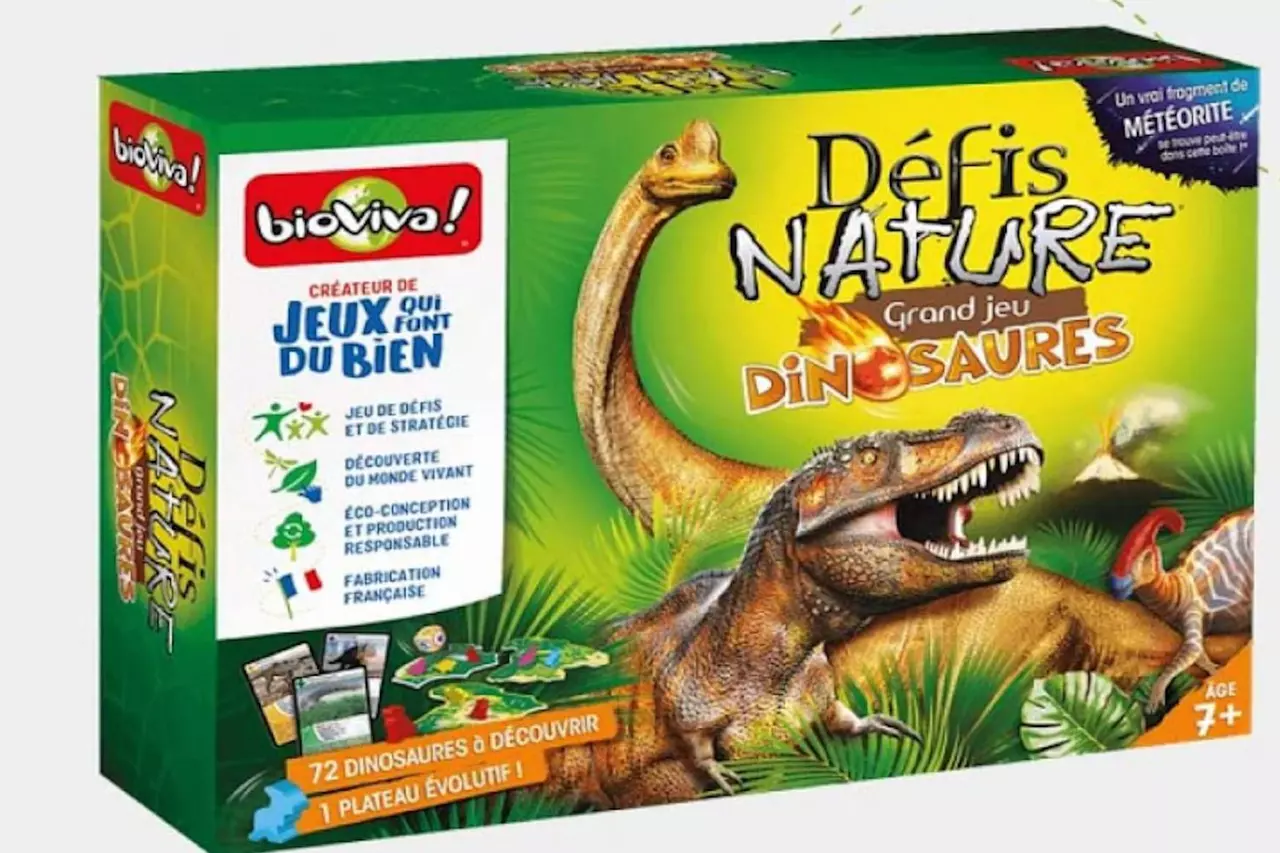 bioviva!
bioviva!
CRÉATEUR DE
JEUX QUI FONT
DU BIEN
JEU DE DÉFIS
ET DE STRATÉGIE
DÉCOUVERTE
DU MONDE VIVANT
ÉCO-CONCEPTION
ET PRODUCTION
RESPONSABLE
FABRICATION
FRANÇAISE
72 DINOSAURES à DÉCOUVRIR
1 PLATEAU ÉVOLUTIF !
Un vrai fragment de
MÉTÉORITE
se trouve peut-être
dans cette boîte !*
Défis
NATURE
Grand jeu
DINOSAURES
ÂGE
7+
Défis
NATURE
Grand jeu
DINOSAURES